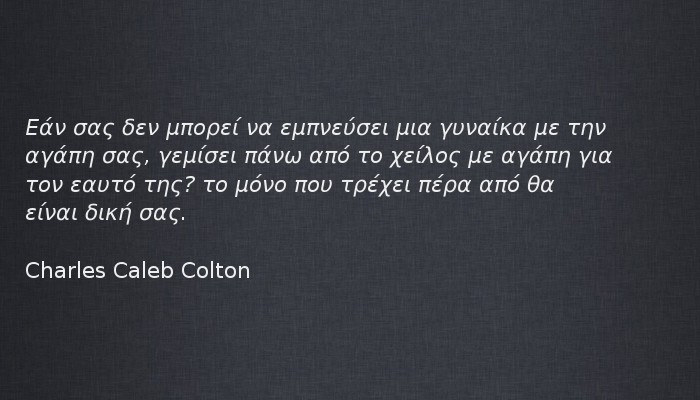 Εάν σας δεν μπορεί να εμπνεύσει μια γυναίκα με την
αγάπη σας, γεμίσει πάνω από το χείλος με αγάπη για
τον εαυτό της? το μόνο που τρέχει πέρα από θα
είναι δική σας.
Charles Caleb Colton